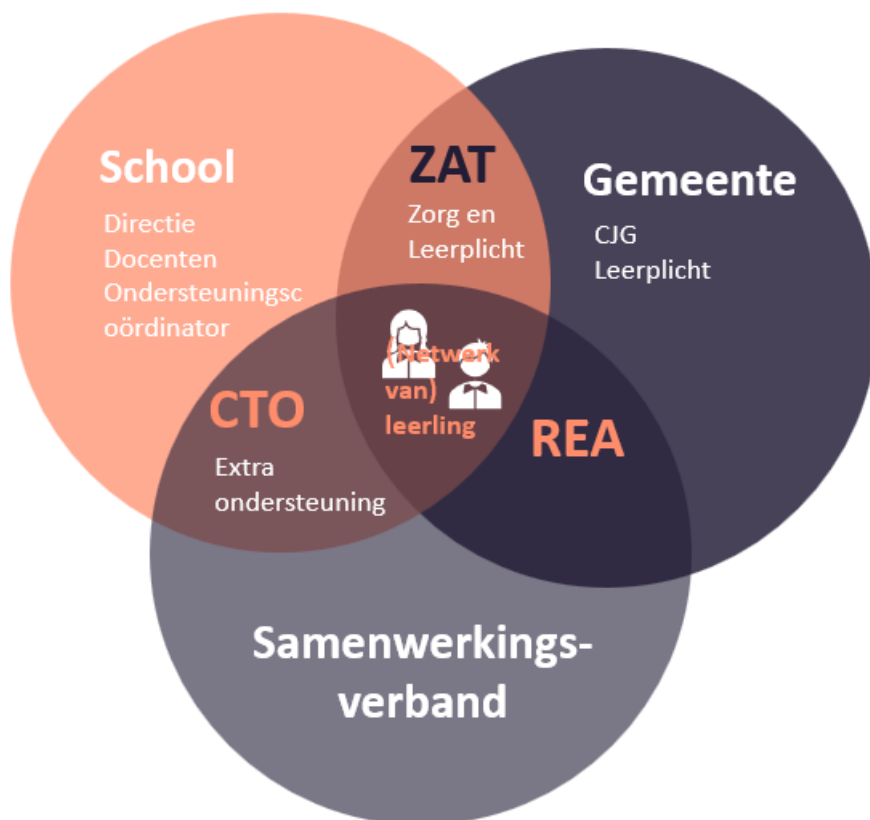 School
Directie
Docenten
Ondersteuningsc
oördinator
ZAT
Zorg en
Leerplicht
Gemeente
CJG
Leerplicht
(Netwerk
van)
leerling
CTO
Extra
ondersteuning
REA
Samenwerkings-
verband